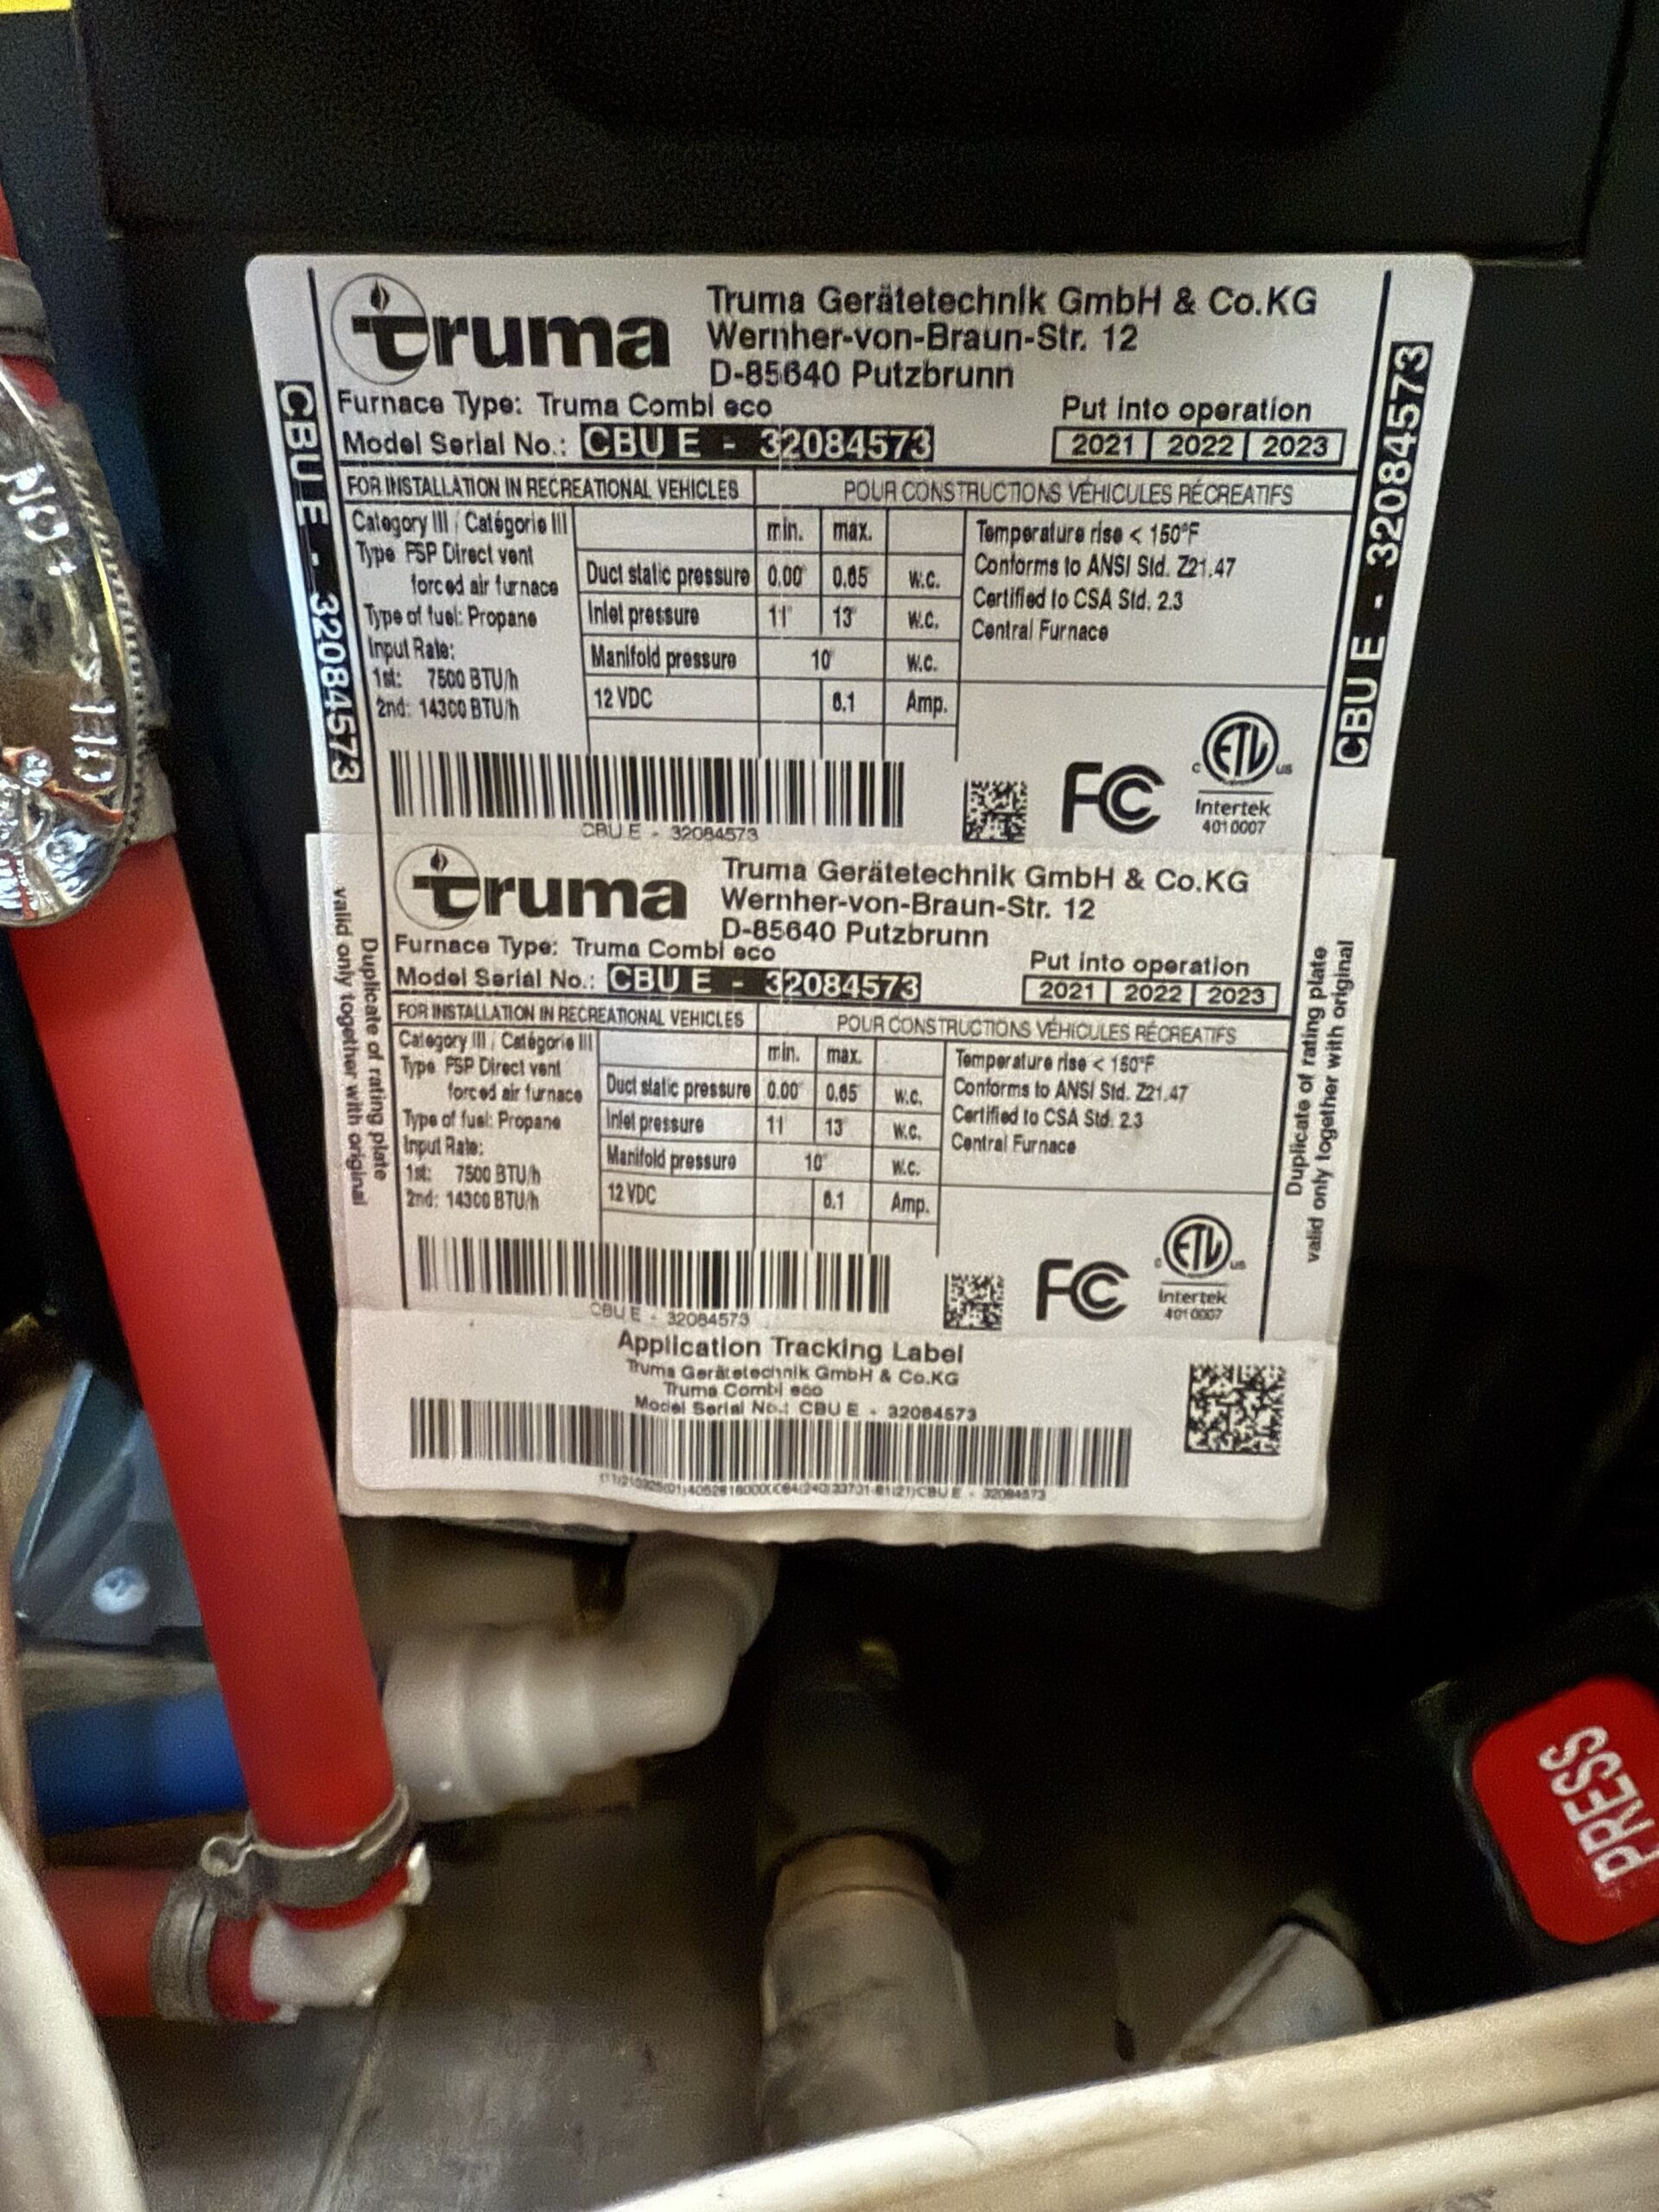 truma
Truma Gerätetechnik GmbH & Co.KG
Wernher-von-Braun-Str. 12
D-85640 Putzbrunn
Furnace Type: Truma Combi eco
Put into operation
Model Serial No.: CBU E - 32084573
2021 2022 2023
FOR INSTALLATION IN RECREATIONAL VEHICLES
POUR CONSTRUCTIONS VÉHICULES RÉCREATIFS
Category III / Catégorie III
Type FSP Direct vent
forced air furnace
Type of fuel: Propane
Input Rate:
1st: 7500 BTU/h
2nd: 14300 BTU/h
min. max.
Duct static pressure 0.00" 0.65 w.c.
Inlet pressure 11" 13" w.c.
Manifold pressure 10" w.c.
12 VDC 6.1 Amp.
Temperature rise < 150°F
Conforms to ANSI Std. Z21.47
Certified to CSA Std. 2.3
Central Furnace
CBU E - 32084573
FC
C ETL US
Intertek
4010007
CBU E - 32084573
CBU E - 32084573
truma
Truma Gerätetechnik GmbH & Co.KG
Wernher-von-Braun-Str. 12
D-85640 Putzbrunn
Furnace Type: Truma Combi eco
Put into operation
Model Serial No.: CBU E - 32084573
2021 2022 2023
FOR INSTALLATION IN RECREATIONAL VEHICLES
POUR CONSTRUCTIONS VÉHICULES RÉCREATIFS
Category III / Catégorie III
Type FSP Direct vent
forced air furnace
Type of fuel: Propane
Input Rate:
1st: 7500 BTU/h
2nd: 14300 BTU/h
min. max.
Duct static pressure 0.00" 0.65 w.c.
Inlet pressure 11" 13" w.c.
Manifold pressure 10" w.c.
12 VDC 6.1 Amp.
Temperature rise < 150°F
Conforms to ANSI Std. Z21.47
Certified to CSA Std. 2.3
Central Furnace
CBU E - 32084573
FC
C ETL US
Intertek
4010007
Duplicate of rating plate
valid only together with original
Duplicate of rating plate
valid only together with original
Application Tracking Label
Truma Gerätetechnik GmbH & Co.KG
Truma Combi eco
Model Serial No.: CBU E - 32084573
CBU E - 32084573
PRESS